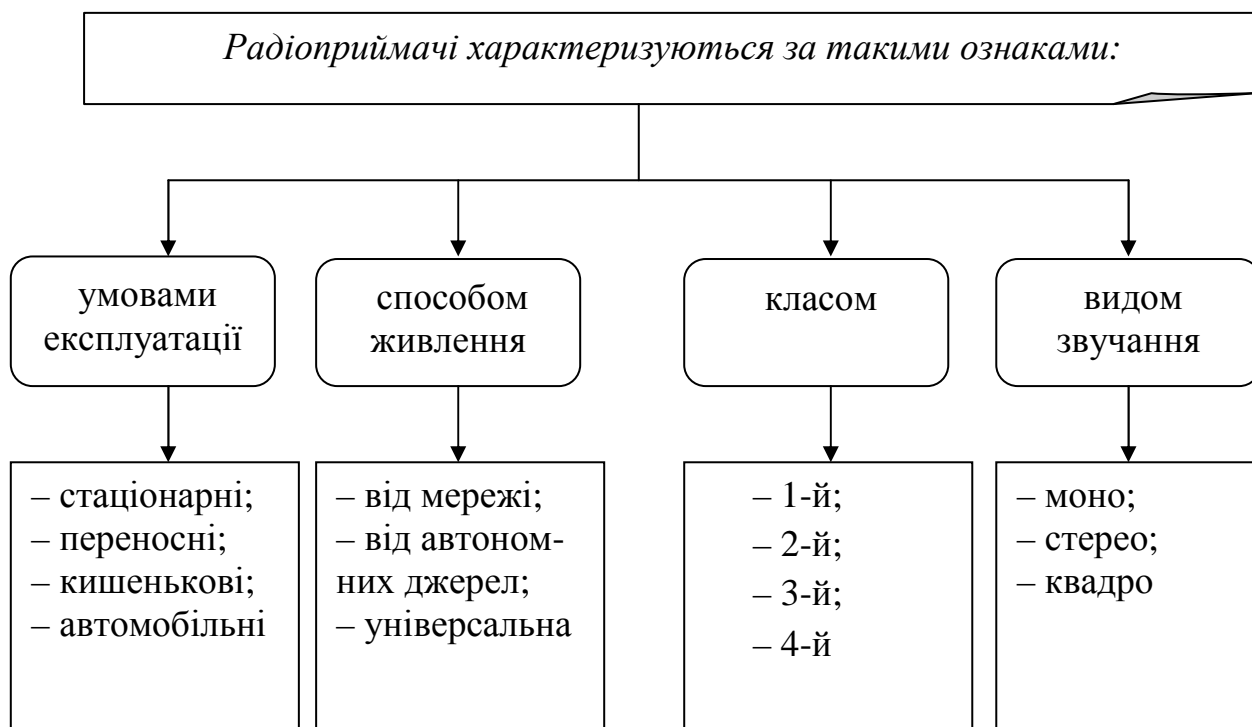 Радіоприймачі характеризуються за такими ознаками:
умовами
експлуатації
способом
живлення
класом
видом
звучання
– стаціонарні;
– переносні;
– кишенькові;
– автомобільні
– від мережі;
– від автоном-
них джерел;
– універсальна
– 1-й;
– 2-й;
– 3-й;
– 4-й
– моно;
– стерео;
– квадро